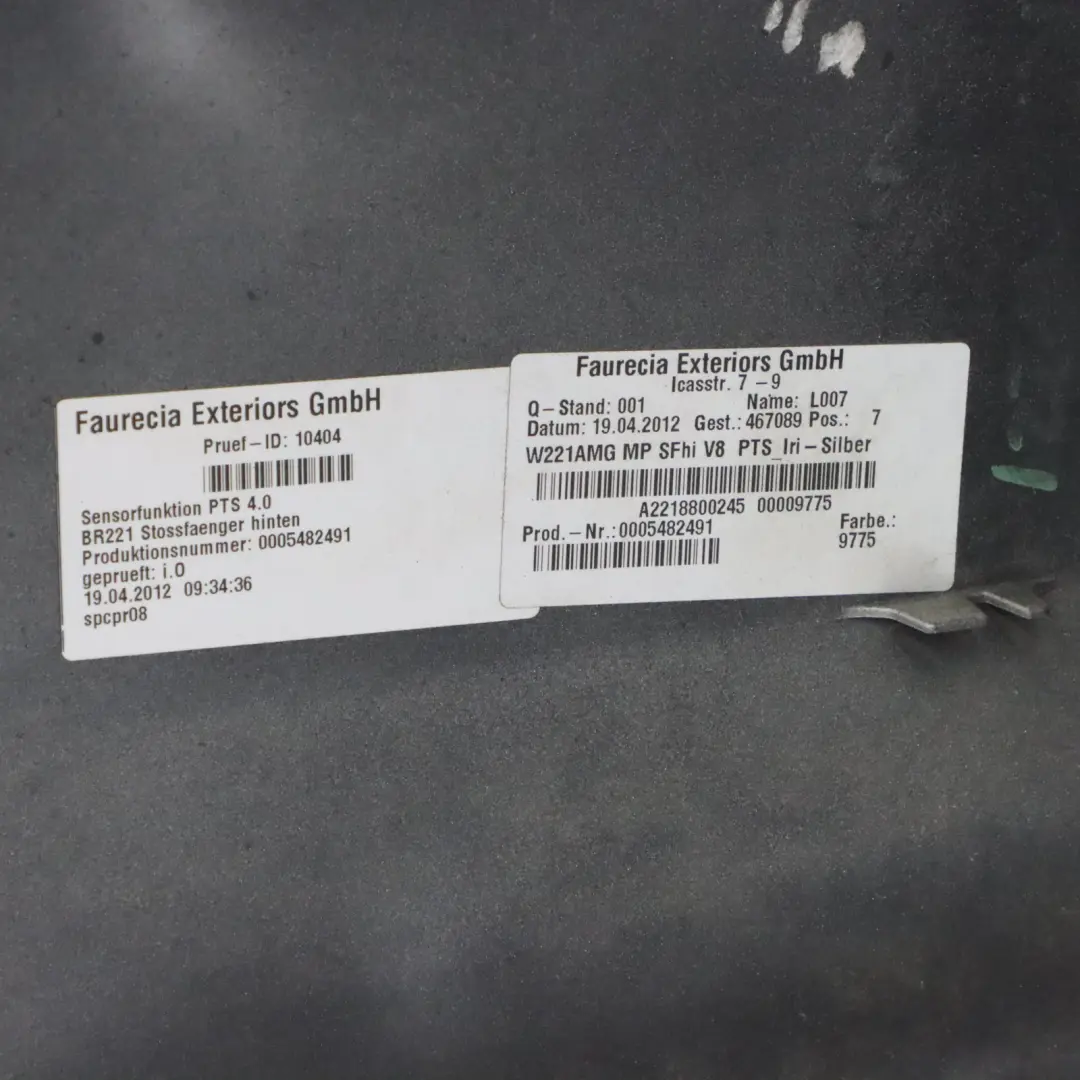 Faurecia Exteriors GmbH
Pruef-ID: 10404
Sensorfunktion PTS 4.0
BR221 Stossfaenger hinten
Produktionsnummer: 0005482491
geprueft: i.O
19.04.2012 09:34:36
spcpr08
Faurecia Exteriors GmbH
Icasstr. 7-9
Q-Stand: 001 Name: L007
Datum: 19.04.2012 Gest.: 467089 Pos.: 7
W221AMG MP SFhi V8 PTS_Iri-Silber
A2218800245 00009775
Prod.-Nr.:0005482491 Farbe.:
9775